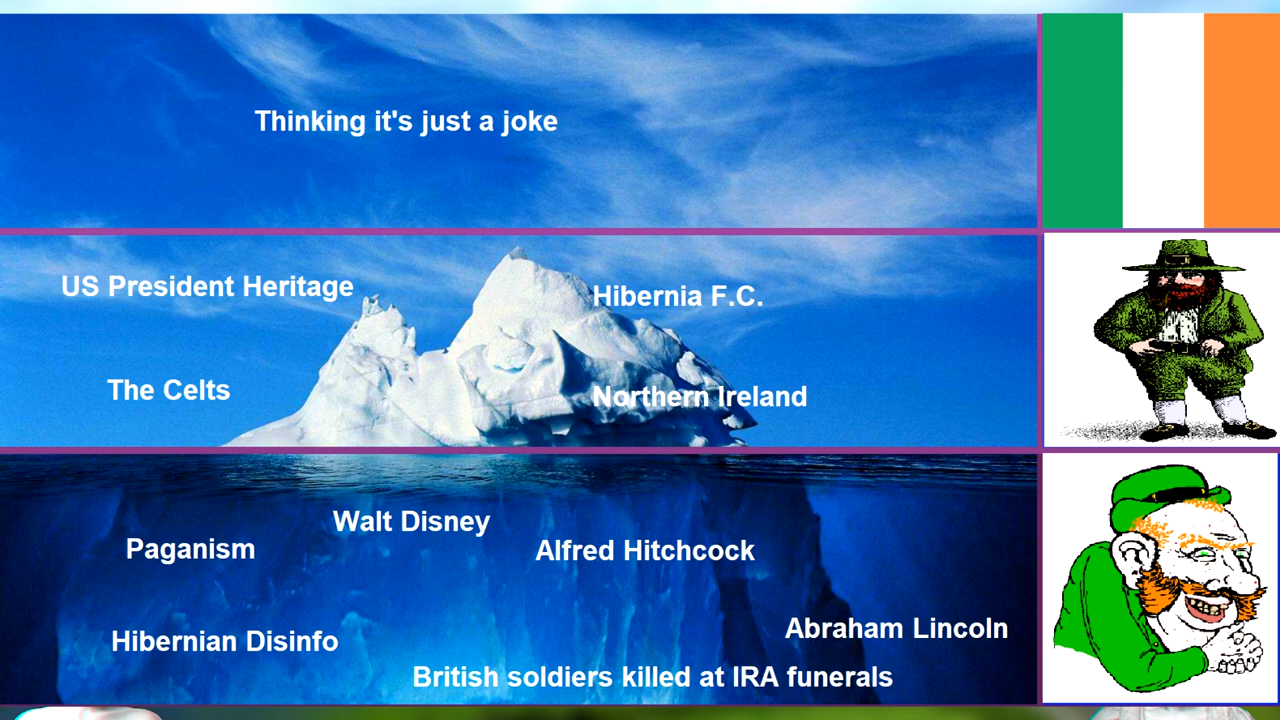 Thinking it's just a joke
US President Heritage
Hibernia F.C.
The Celts
Northern Ireland
Walt Disney
Paganism
Alfred Hitchcock
Abraham Lincoln
Hibernian Disinfo
British soldiers killed at IRA funerals